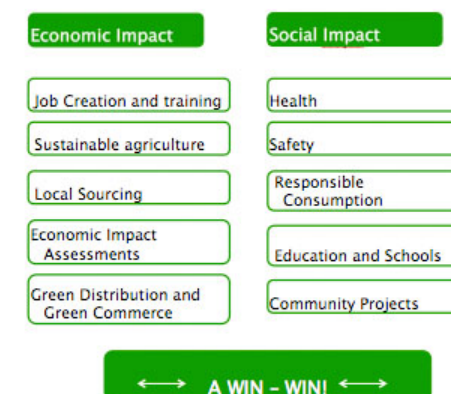 Economic Impact
Job Creation and training
Sustainable agriculture
Local Sourcing
Economic Impact
Assessments
Green Distribution and
Green Commerce
Social Impact
Health
Safety
Responsible
Consumption
Education and Schools
Community Projects
A WIN – WIN!